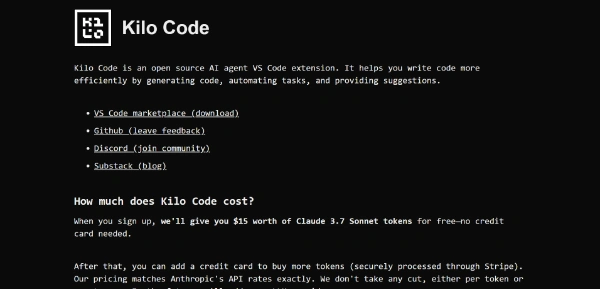 KILO
Kilo Code
Kilo Code is an open source AI agent VS Code extension. It helps you write code more
efficiently by generating code, automating tasks, and providing suggestions.
• VS Code marketplace (download)
• Github (leave feedback)
• Discord (join community)
• Substack (blog)
How much does Kilo Code cost?
When you sign up, we'll give you $15 worth of Claude 3.7 Sonnet tokens for free—no credit
card needed.
After that, you can add a credit card to buy more tokens (securely processed through Stripe).
Our pricing matches Anthropic's API rates exactly. We don't take any cut, either per token or